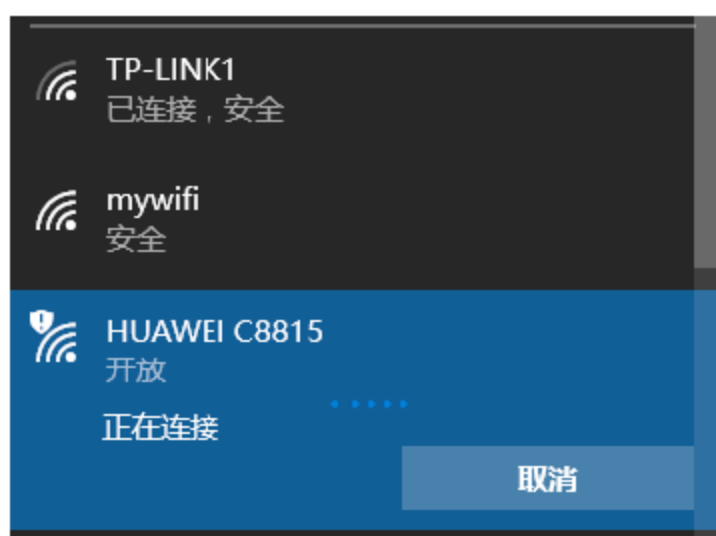 TP-LINK1
已连接，安全
mywifi
安全
HUAWEI C8815
开放
正在连接
取消